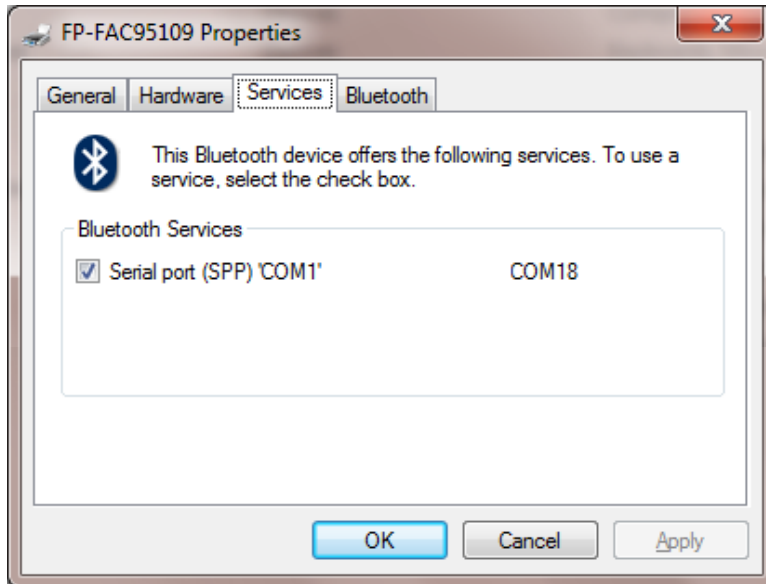 FP-FAC95109 Properties
General Hardware Services Bluetooth
This Bluetooth device offers the following services. To use a
service, select the check box.
Bluetooth Services
Serial port (SPP) 'COM1' COM18
OK Cancel Apply